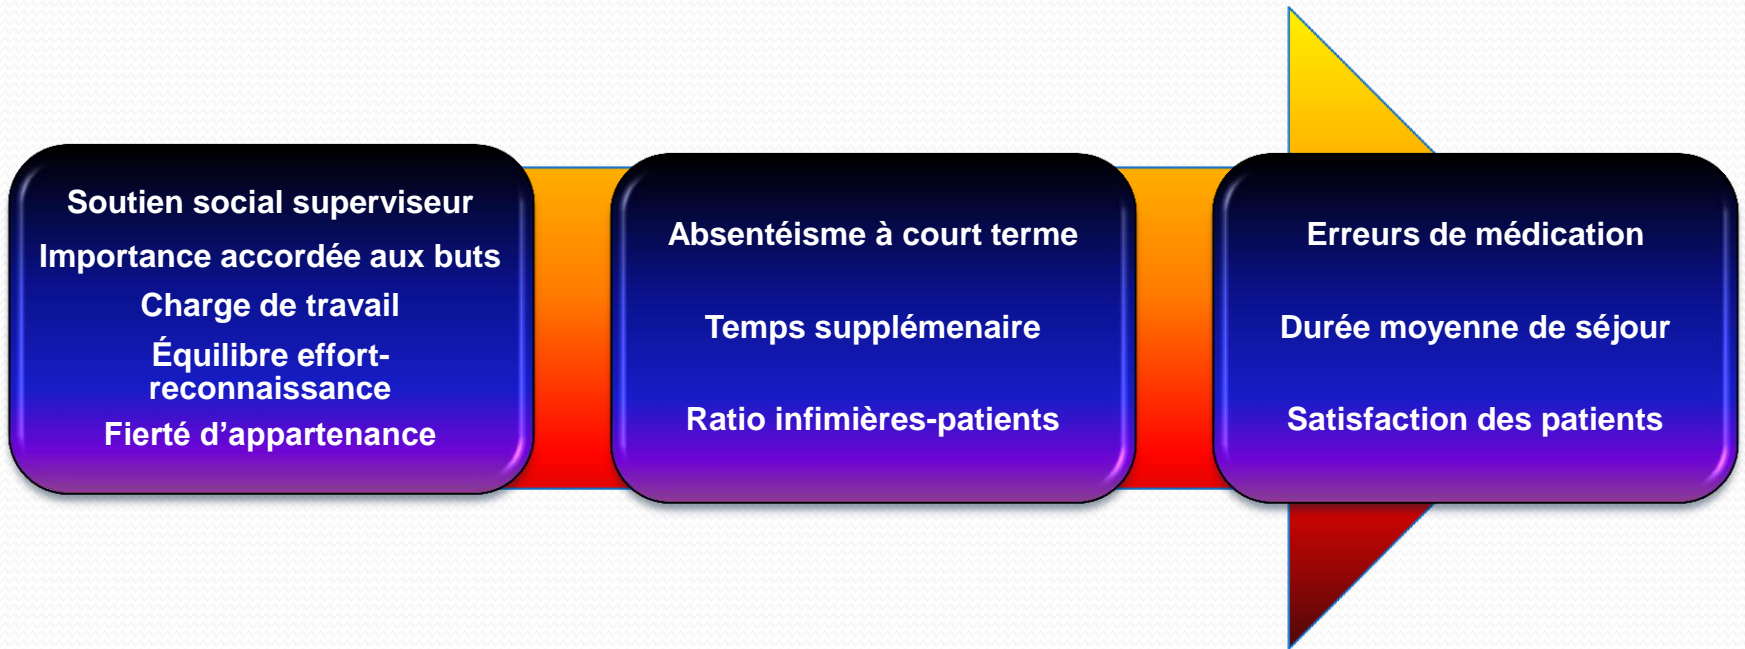 Soutien social superviseur
Importance accordée aux buts
Charge de travail
Équilibre effort-
reconnaissance
Fierté d’appartenance
Absentéisme à court terme
Temps supplémenaire
Ratio infimières-patients
Erreurs de médication
Durée moyenne de séjour
Satisfaction des patients